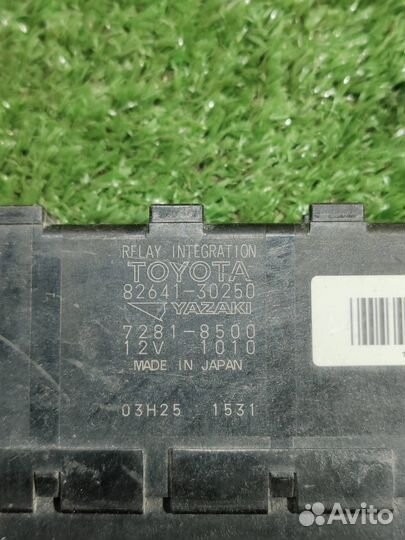 RELAY INTEGRATION
TOYOTA
82641-30250
YAZAKI
7281-8500
12V 1010
MADE IN JAPAN
03H25 1531
Avito